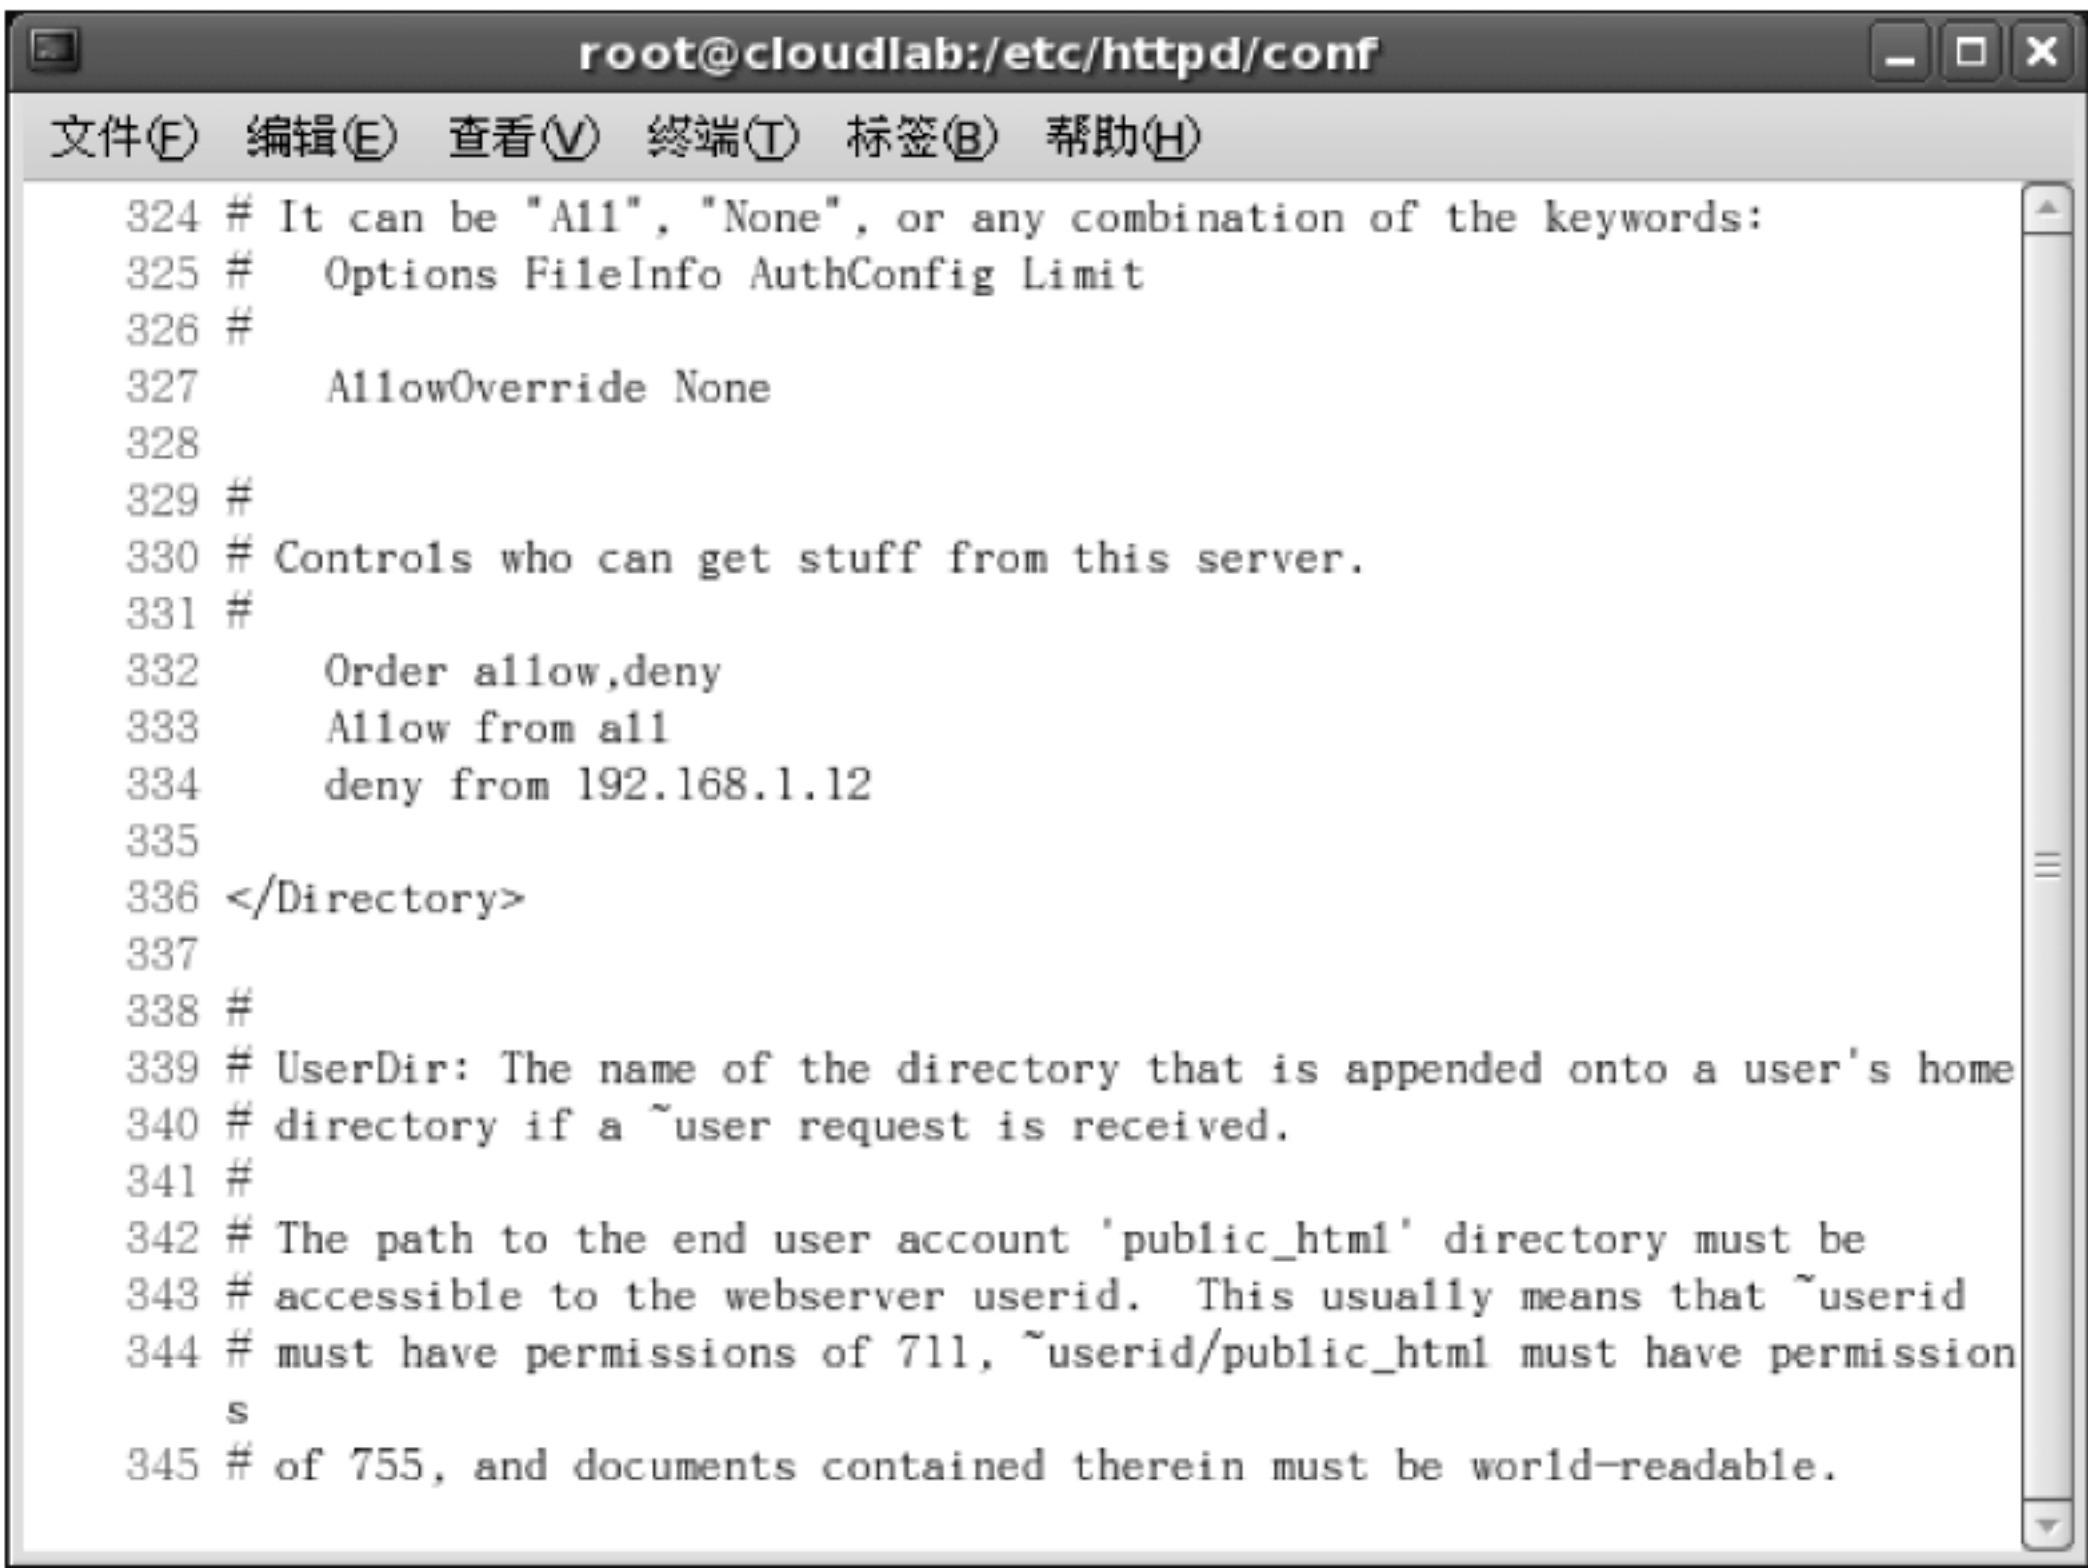 root@cloudlab:/etc/httpd/conf
文件(F) 编辑(E) 查看(V) 终端(T) 标签(B) 帮助(H)
324 # It can be "All", "None", or any combination of the keywords:
325 #   Options FileInfo AuthConfig Limit
326 #
327     AllowOverride None
328
329 #
330 # Controls who can get stuff from this server.
331 #
332     Order allow,deny
333     Allow from all
334     deny from 192.168.1.12
335
336 </Directory>
337
338 #
339 # UserDir: The name of the directory that is appended onto a user's home
340 # directory if a ~user request is received.
341 #
342 # The path to the end user account 'public_html' directory must be
343 # accessible to the webserver userid.  This usually means that ~userid
344 # must have permissions of 711, ~userid/public_html must have permission
s
345 # of 755, and documents contained therein must be world-readable.